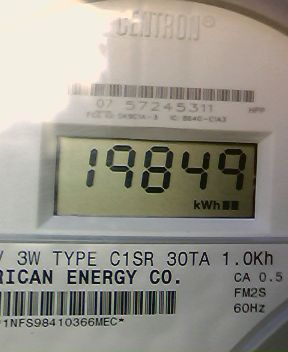 CENTRON®
07 57245311
HPP
19849
kWh
V 3W TYPE C1SR 30TA 1.0Kh
RICAN ENERGY CO.
CA 0.5
FM2S
60Hz
*1NFS98410366MEC*